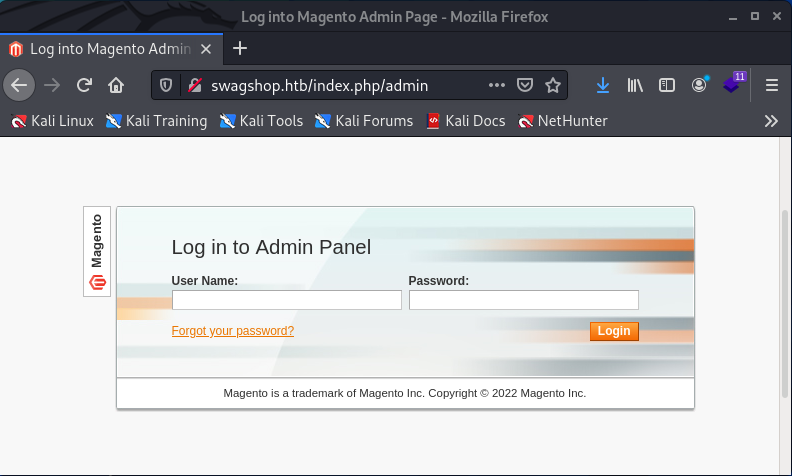 Log into Magento Admin Page - Mozilla Firefox
Log into Magento Admin
swagshop.htb/index.php/admin
11
Kali Linux Kali Training Kali Tools Kali Forums Kali Docs NetHunter
Magento
Log in to Admin Panel
User Name: Password:
Forgot your password? Login
Magento is a trademark of Magento Inc. Copyright © 2022 Magento Inc.